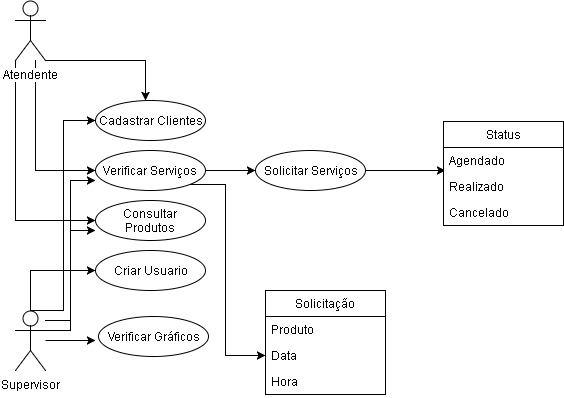 Atendente
Cadastrar Clientes
Verificar Serviços
Solicitar Serviços
Status
Agendado
Realizado
Cancelado
Consultar
Produtos
Criar Usuario
Solicitação
Produto
Data
Hora
Verificar Gráficos
Supervisor